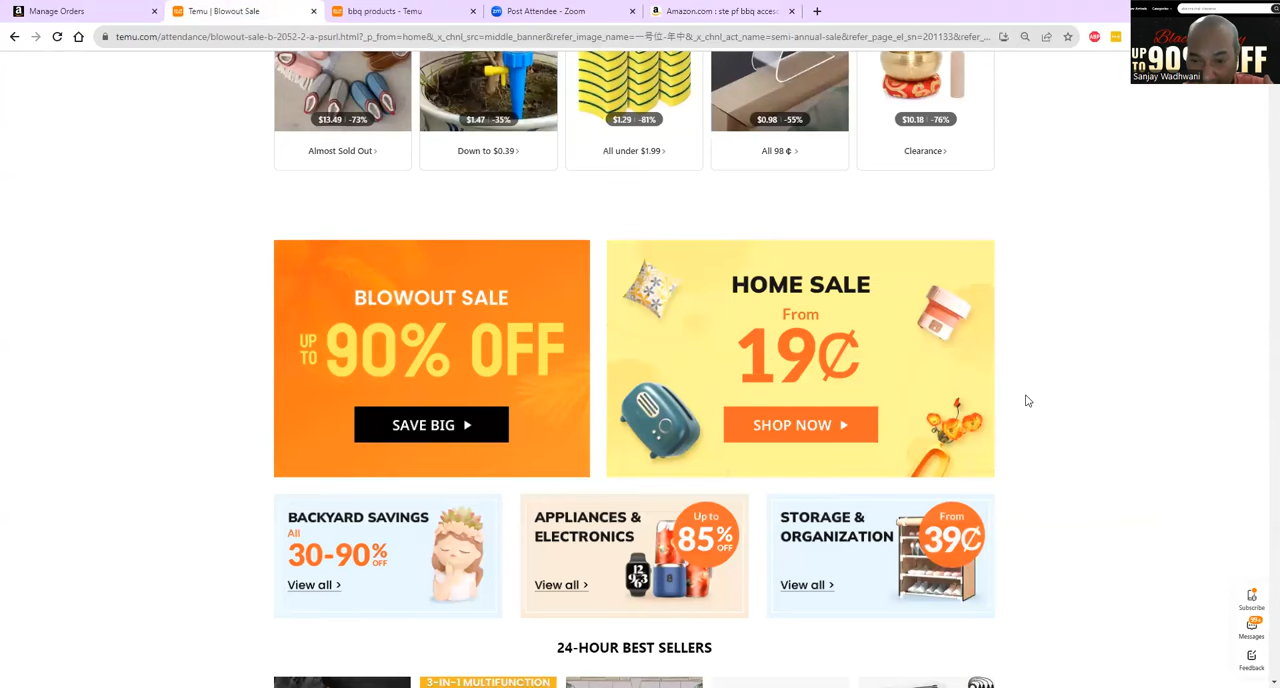 Manage Orders
Temu | Blowout Sale
bbq products - Temu
Post Attendee - Zoom
Amazon.com : ste pf bbq acces
temu.com/attendance/blowout-sale-b-2052-2-a-psurl.html?_p_from=home&_x_chnl_src=middle_banner&refer_image_name=一号位-年中&_x_chnl_act_name=semi-annual-sale&refer_page_el_sn=201133&refer_...
ABP
UP TO 90% OFF
Sanjay Wadhwani
$13.49 | -73%
$1.47 | -35%
$1.29 | -81%
$0.98 | -55%
$10.18 | -76%
Almost Sold Out >
Down to $0.39 >
All under $1.99 >
All 98 ¢ >
Clearance >
BLOWOUT SALE
UP TO 90% OFF
SAVE BIG
HOME SALE
From
19¢
SHOP NOW
BACKYARD SAVINGS
All
30-90% OFF
View all >
APPLIANCES &
ELECTRONICS
Up to
85% OFF
View all >
STORAGE &
ORGANIZATION
From
39¢
View all >
24-HOUR BEST SELLERS
3-IN-1 MULTIFUNCTION
Subscribe
99+
Messages
Feedback